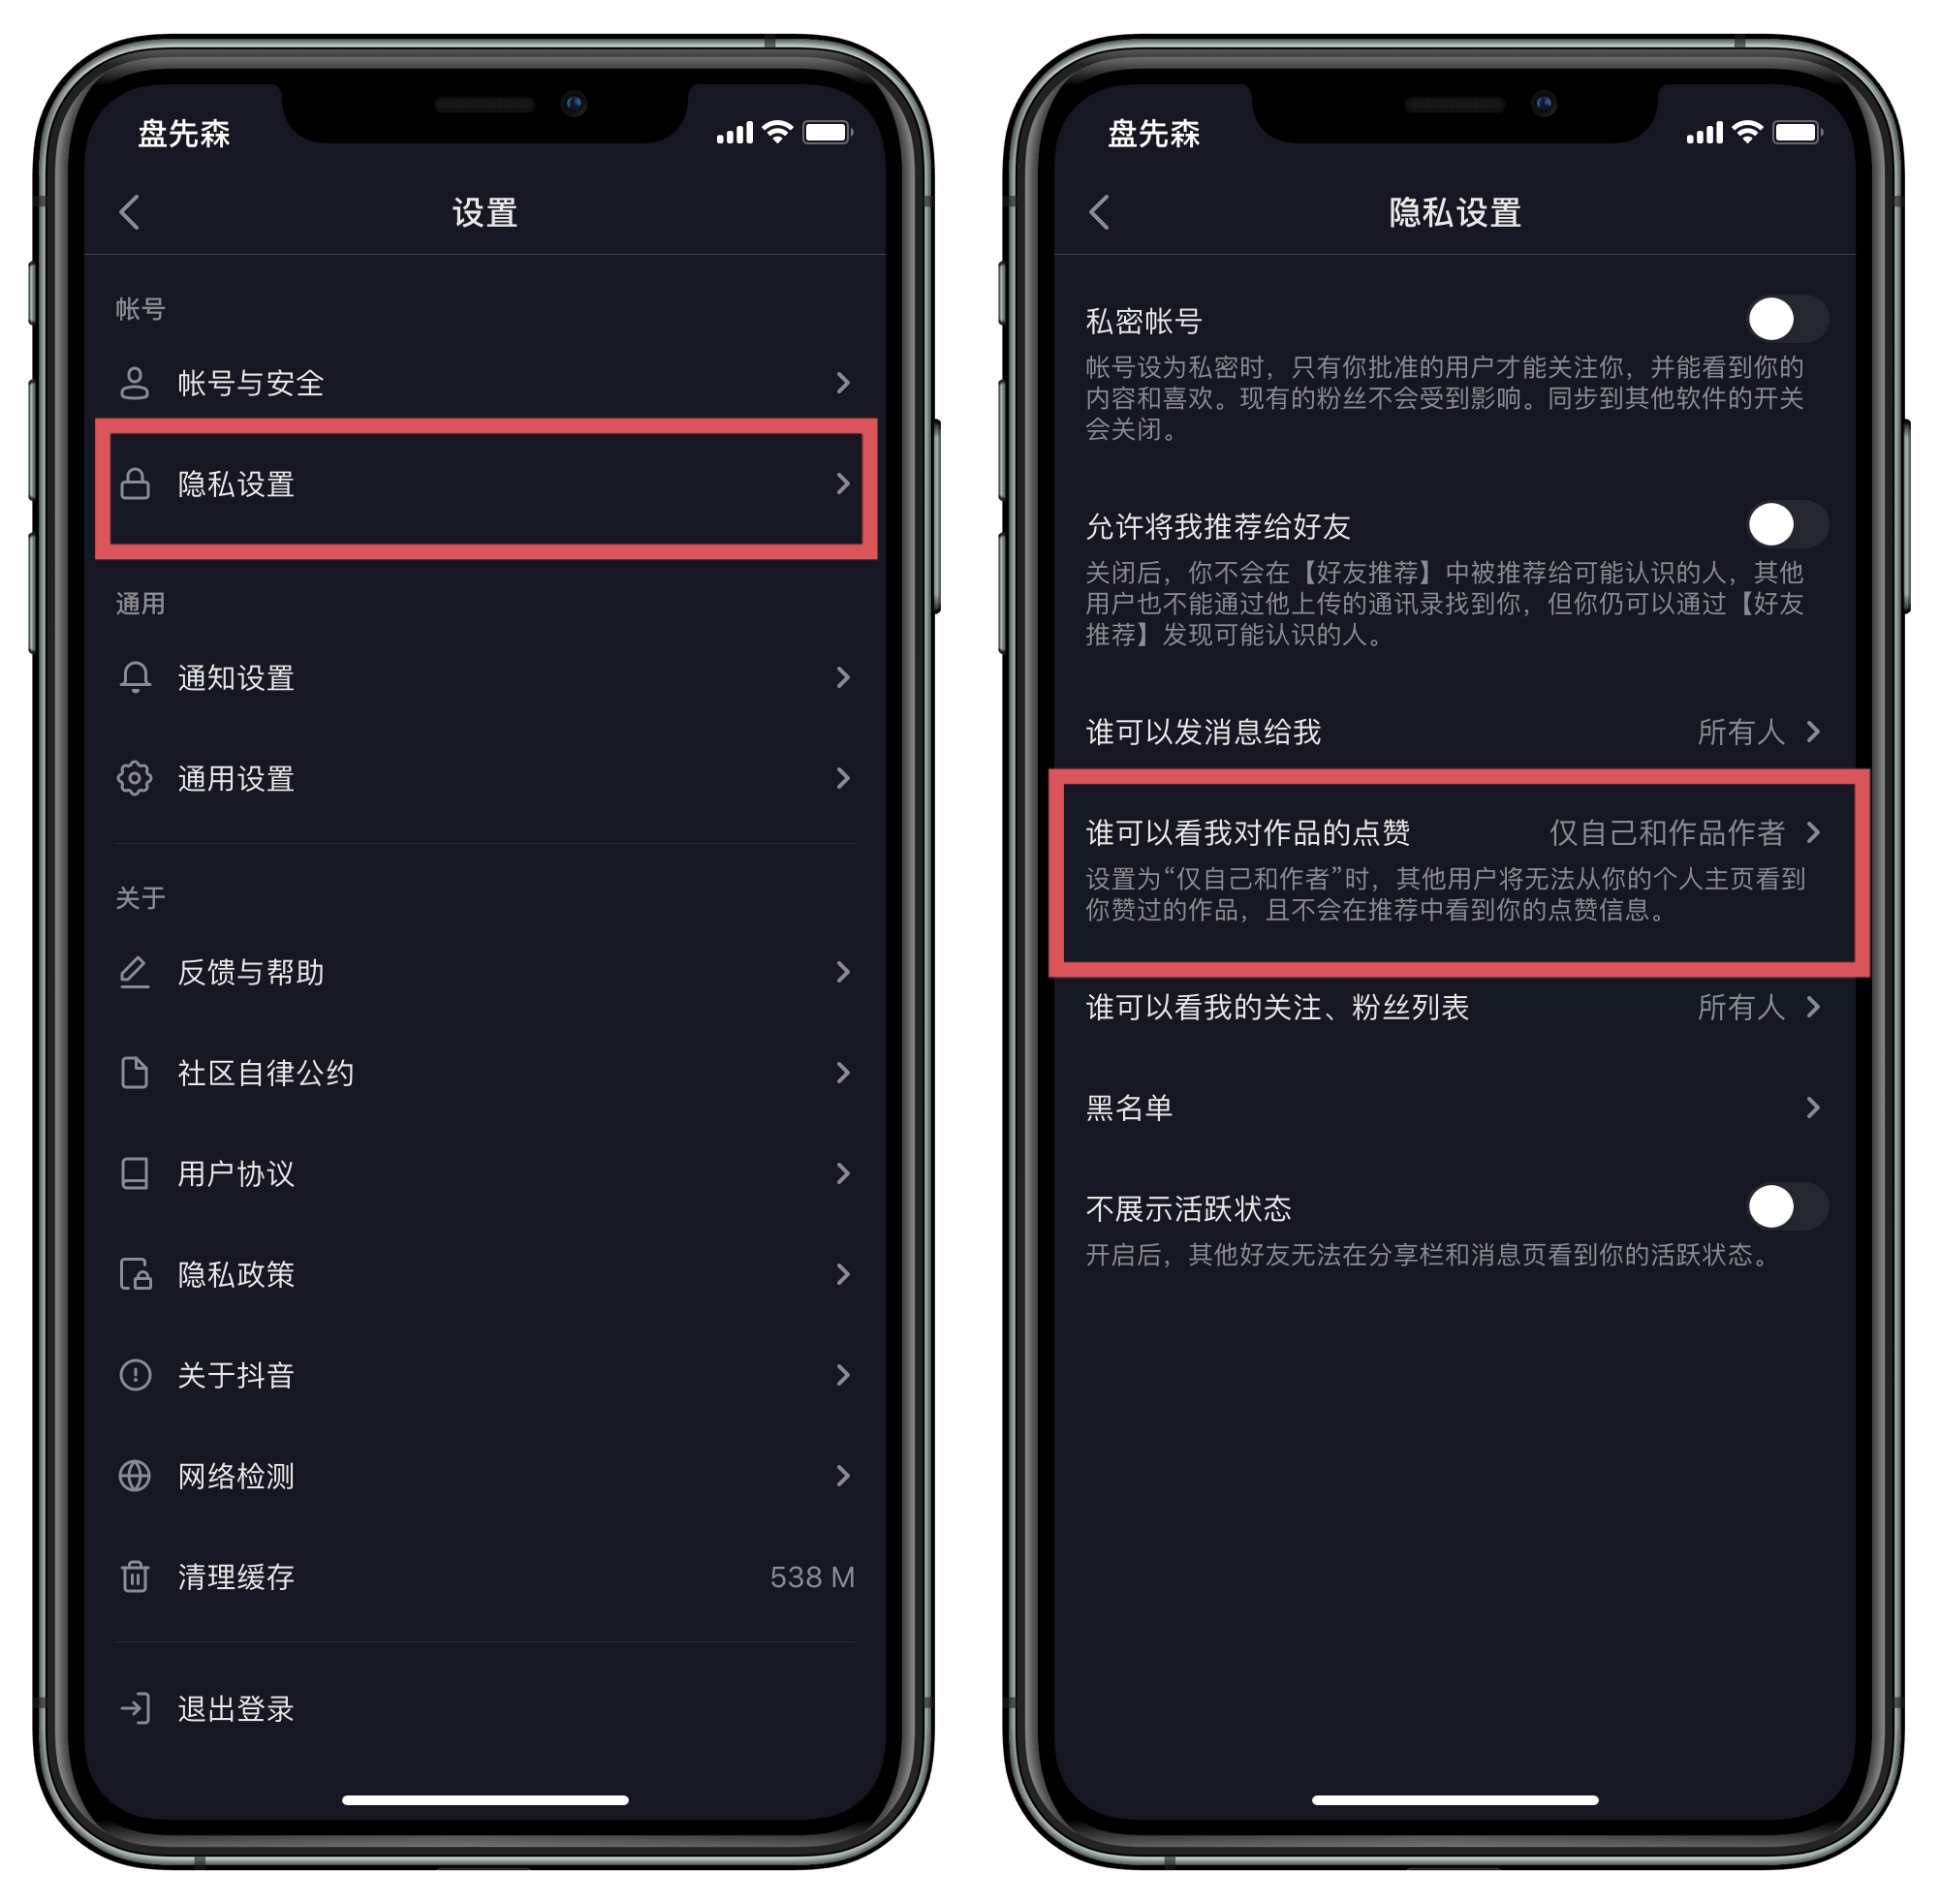 盘先森
设置
帐号
帐号与安全
隐私设置
通用
通知设置
通用设置
关于
反馈与帮助
社区自律公约
用户协议
隐私政策
关于抖音
网络检测
清理缓存 538 M
退出登录
盘先森
隐私设置
私密帐号
帐号设为私密时，只有你批准的用户才能关注你，并能看到你的
内容和喜欢。现有的粉丝不会受到影响。同步到其他软件的开关
会关闭。
允许将我推荐给好友
关闭后，你不会在【好友推荐】中被推荐给可能认识的人，其他
用户也不能通过他上传的通讯录找到你，但你仍可以通过【好友
推荐】发现可能认识的人。
谁可以发消息给我 所有人
谁可以看我对作品的点赞 仅自己和作品作者
设置为“仅自己和作者”时，其他用户将无法从你的个人主页看到
你赞过的作品，且不会在推荐中看到你的点赞信息。
谁可以看我的关注、粉丝列表 所有人
黑名单
不展示活跃状态
开启后，其他好友无法在分享栏和消息页看到你的活跃状态。